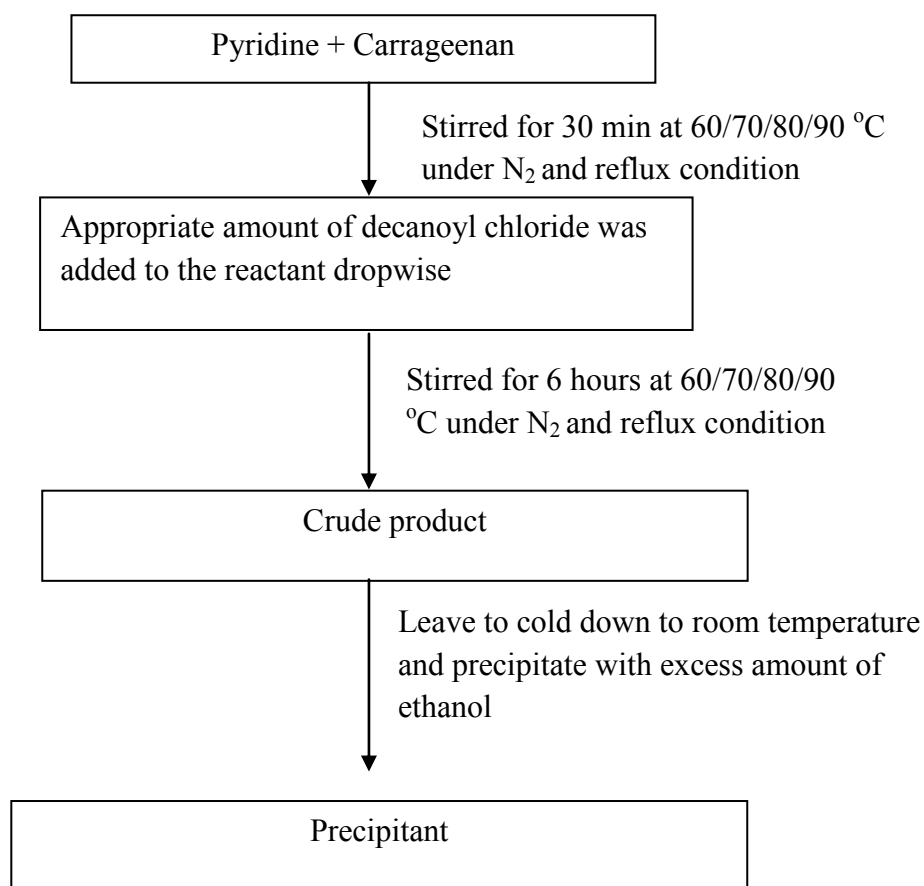 Pyridine + Carrageenan
Stirred for 30 min at 60/70/80/90 °C
under N₂ and reflux condition
Appropriate amount of decanoyl chloride was
added to the reactant dropwise
Stirred for 6 hours at 60/70/80/90
°C under N₂ and reflux condition
Crude product
Leave to cold down to room temperature
and precipitate with excess amount of
ethanol
Precipitant